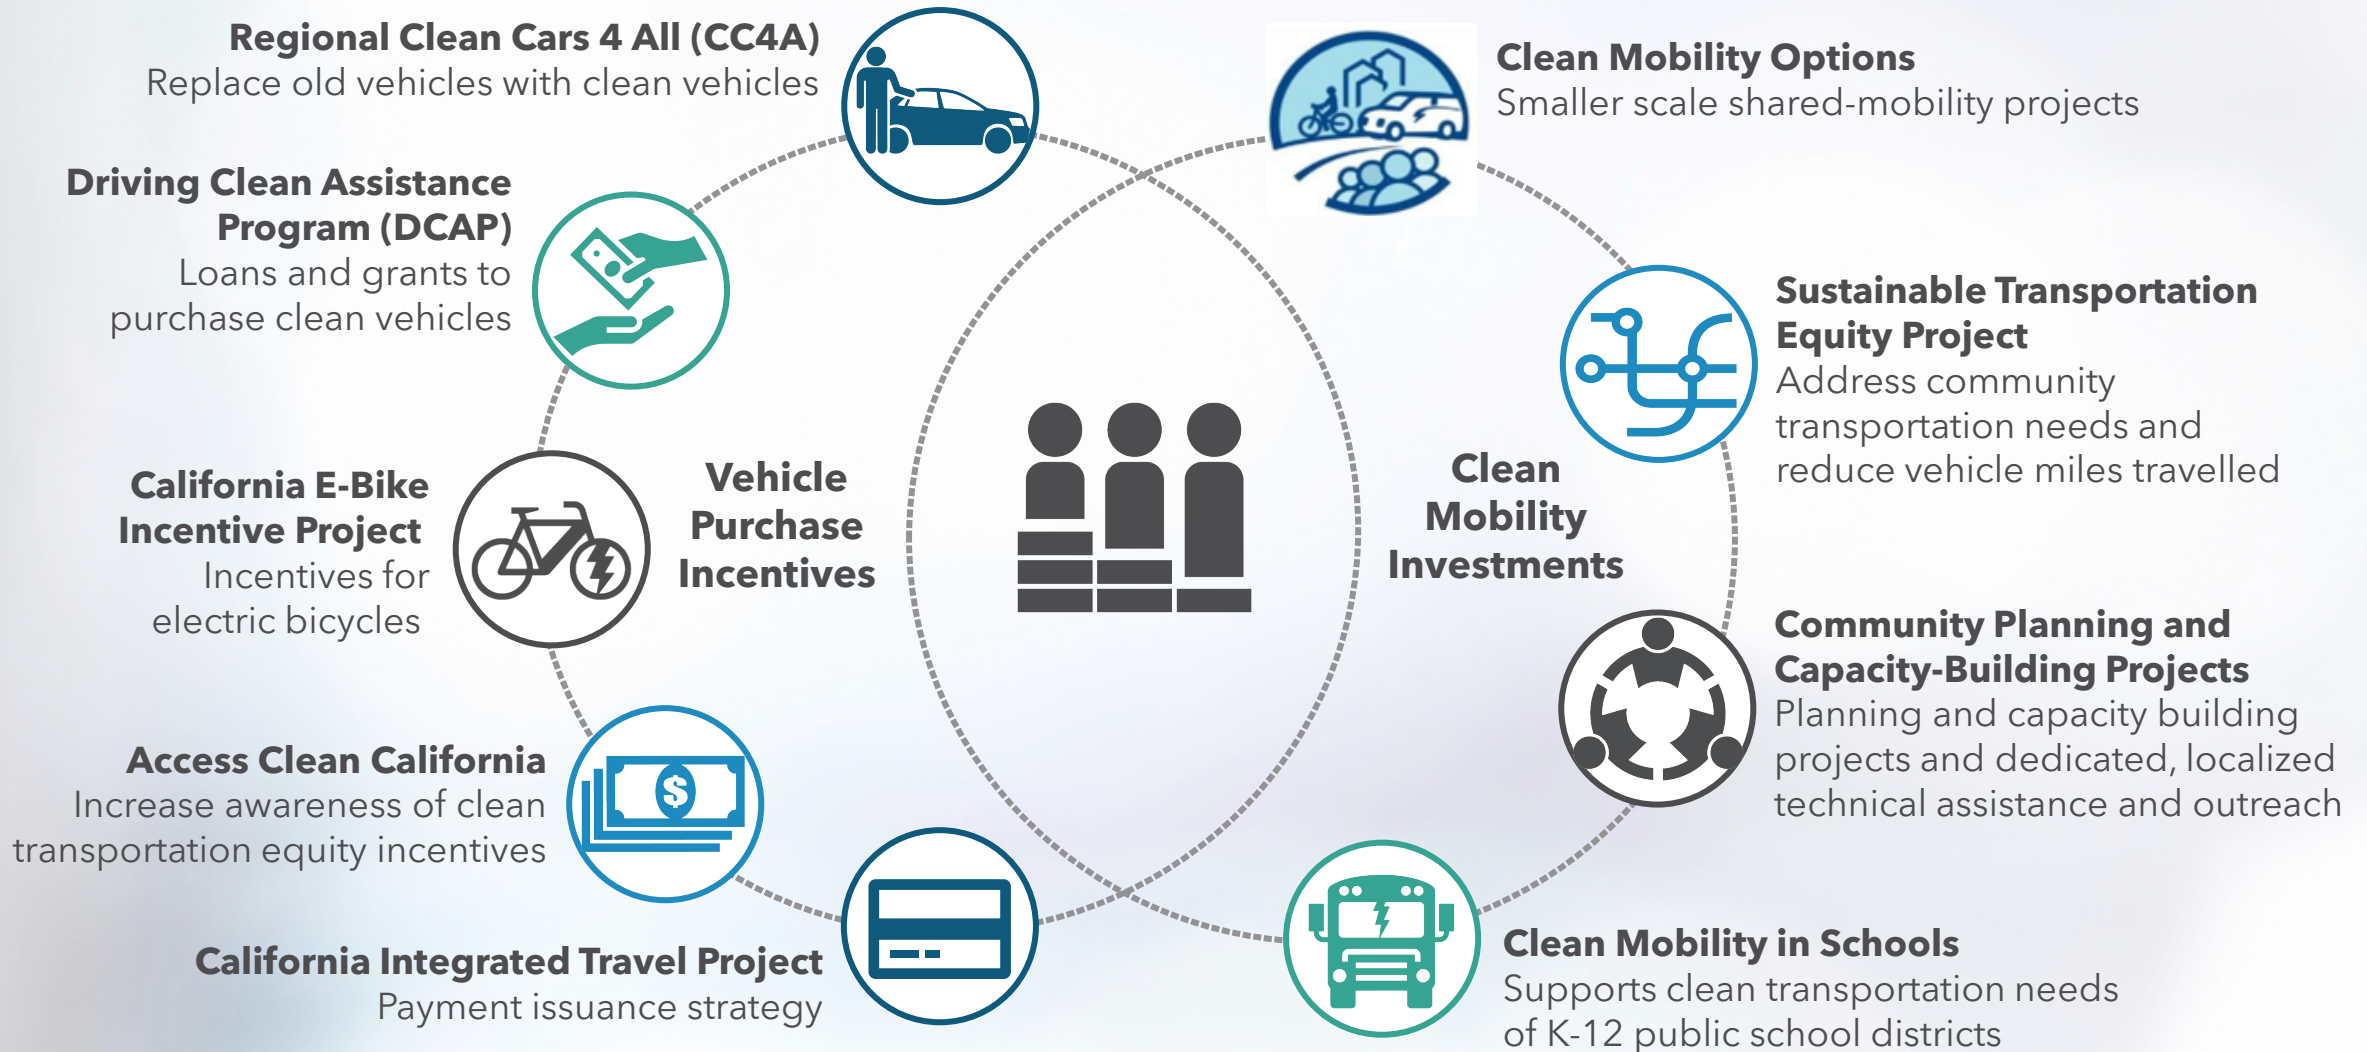 Regional Clean Cars 4 All (CC4A)
Replace old vehicles with clean vehicles
Driving Clean Assistance
Program (DCAP)
Loans and grants to
purchase clean vehicles
California E-Bike
Incentive Project
Incentives for
electric bicycles
Access Clean California
Increase awareness of clean
transportation equity incentives
$
California Integrated Travel Project
Payment issuance strategy
Vehicle
Purchase
Incentives
Clean
Mobility
Investments
Clean Mobility Options
Smaller scale shared-mobility projects
Sustainable Transportation
Equity Project
Address community
transportation needs and
reduce vehicle miles travelled
Community Planning and
Capacity-Building Projects
Planning and capacity building
projects and dedicated, localized
technical assistance and outreach
Clean Mobility in Schools
Supports clean transportation needs
of K-12 public school districts